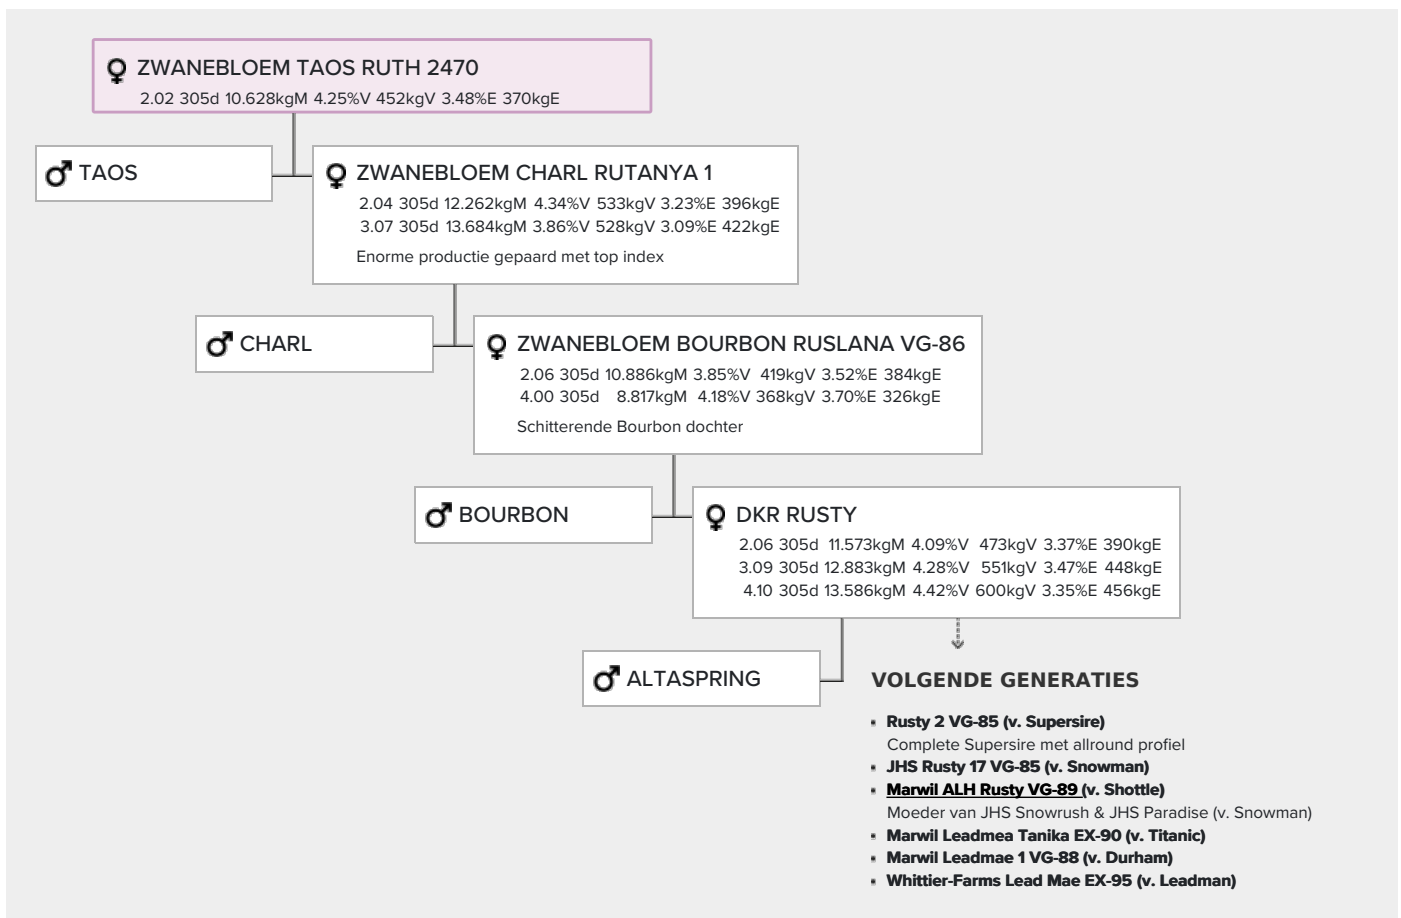 ZWANEBLOEM TAOS RUTH 2470
2.02 305d 10.628kgM 4.25%V 452kgV 3.48%E 370kgE
TAOS
ZWANEBLOEM CHARL RUTANYA 1
2.04 305d 12.262kgM 4.34%V 533kgV 3.23%E 396kgE
3.07 305d 13.684kgM 3.86%V 528kgV 3.09%E 422kgE
Enorme productie gepaard met top index
CHARL
ZWANEBLOEM BOURBON RUSLANA VG-86
2.06 305d 10.886kgM 3.85%V 419kgV 3.52%E 384kgE
4.00 305d 8.817kgM 4.18%V 368kgV 3.70%E 326kgE
Schitterende Bourbon dochter
BOURBON
DKR RUSTY
2.06 305d 11.573kgM 4.09%V 473kgV 3.37%E 390kgE
3.09 305d 12.883kgM 4.28%V 551kgV 3.47%E 448kgE
4.10 305d 13.586kgM 4.42%V 600kgV 3.35%E 456kgE
ALTASPRING
VOLGENDE GENERATIES
Rusty 2 VG-85 (v. Supersire)
Complete Supersire met allround profiel
JHS Rusty 17 VG-85 (v. Snowman)
Marwil ALH Rusty VG-89 (v. Shottle)
Moeder van JHS Snowrush & JHS Paradise (v. Snowman)
Marwil Leadmea Tanika EX-90 (v. Titanic)
Marwil Leadmae 1 VG-88 (v. Durham)
Whittier-Farms Lead Mae EX-95 (v. Leadman)